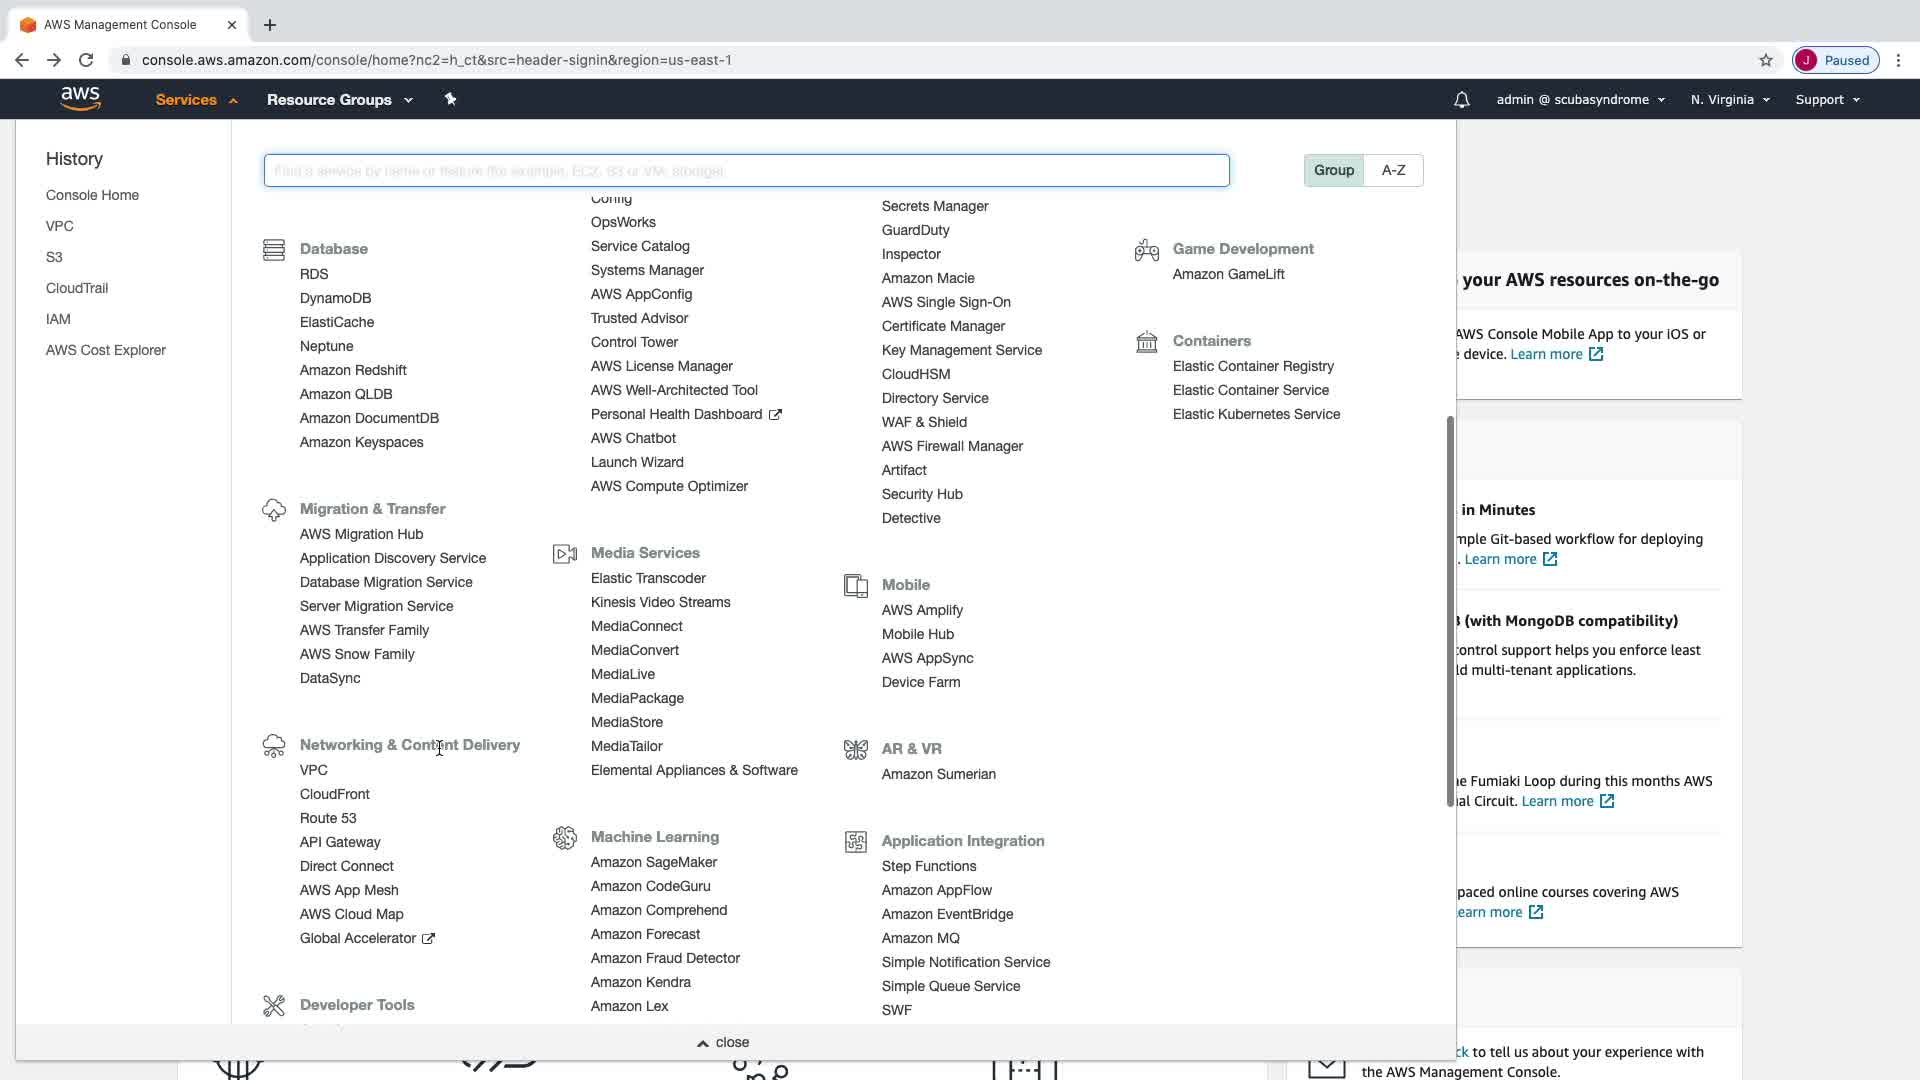 AWS Management Console
console.aws.amazon.com/console/home?nc2=h_ct&src=header-signin&region=us-east-1
J Paused
aws
Services
Resource Groups
admin @ scubasyndrome
N. Virginia
Support
History
Console Home
VPC
S3
CloudTrail
IAM
AWS Cost Explorer
Find a service by name or feature (for example, EC2, S3 or VM, storage).
Group
A-Z
Database
RDS
DynamoDB
ElastiCache
Neptune
Amazon Redshift
Amazon QLDB
Amazon DocumentDB
Amazon Keyspaces
Migration & Transfer
AWS Migration Hub
Application Discovery Service
Database Migration Service
Server Migration Service
AWS Transfer Family
AWS Snow Family
DataSync
Networking & Content Delivery
VPC
CloudFront
Route 53
API Gateway
Direct Connect
AWS App Mesh
AWS Cloud Map
Global Accelerator
Developer Tools
Config
OpsWorks
Service Catalog
Systems Manager
AWS AppConfig
Trusted Advisor
Control Tower
AWS License Manager
AWS Well-Architected Tool
Personal Health Dashboard
AWS Chatbot
Launch Wizard
AWS Compute Optimizer
Media Services
Elastic Transcoder
Kinesis Video Streams
MediaConnect
MediaConvert
MediaLive
MediaPackage
MediaStore
MediaTailor
Elemental Appliances & Software
Machine Learning
Amazon SageMaker
Amazon CodeGuru
Amazon Comprehend
Amazon Forecast
Amazon Fraud Detector
Amazon Kendra
Amazon Lex
Secrets Manager
GuardDuty
Inspector
Amazon Macie
AWS Single Sign-On
Certificate Manager
Key Management Service
CloudHSM
Directory Service
WAF & Shield
AWS Firewall Manager
Artifact
Security Hub
Detective
Mobile
AWS Amplify
Mobile Hub
AWS AppSync
Device Farm
AR & VR
Amazon Sumerian
Application Integration
Step Functions
Amazon AppFlow
Amazon EventBridge
Amazon MQ
Simple Notification Service
Simple Queue Service
SWF
Game Development
Amazon GameLift
Containers
Elastic Container Registry
Elastic Container Service
Elastic Kubernetes Service
close
your AWS resources on-the-go
AWS Console Mobile App to your iOS or
device. Learn more
in Minutes
Git-based workflow for deploying
. Learn more
(with MongoDB compatibility)
control support helps you enforce least
multi-tenant applications.
Fumiaki Loop during this months AWS
Circuit. Learn more
paced online courses covering AWS
earn more
to tell us about your experience with
the AWS Management Console.